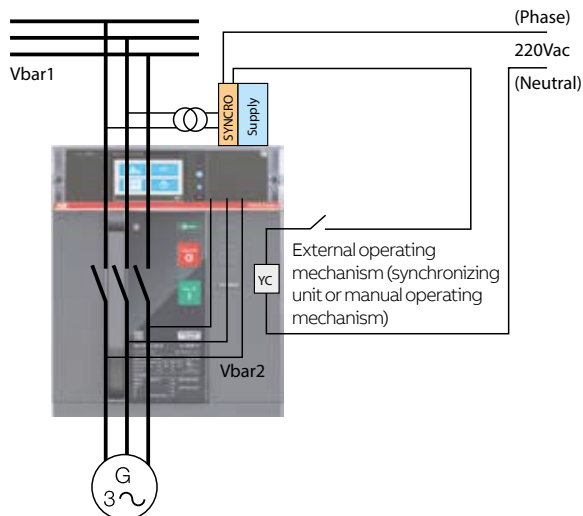 (Phase)
220Vac
(Neutral)
Vbar1
SYNCRO
Supply
External operating
mechanism (synchronizing
unit or manual operating
mechanism)
YC
Vbar2
G
3